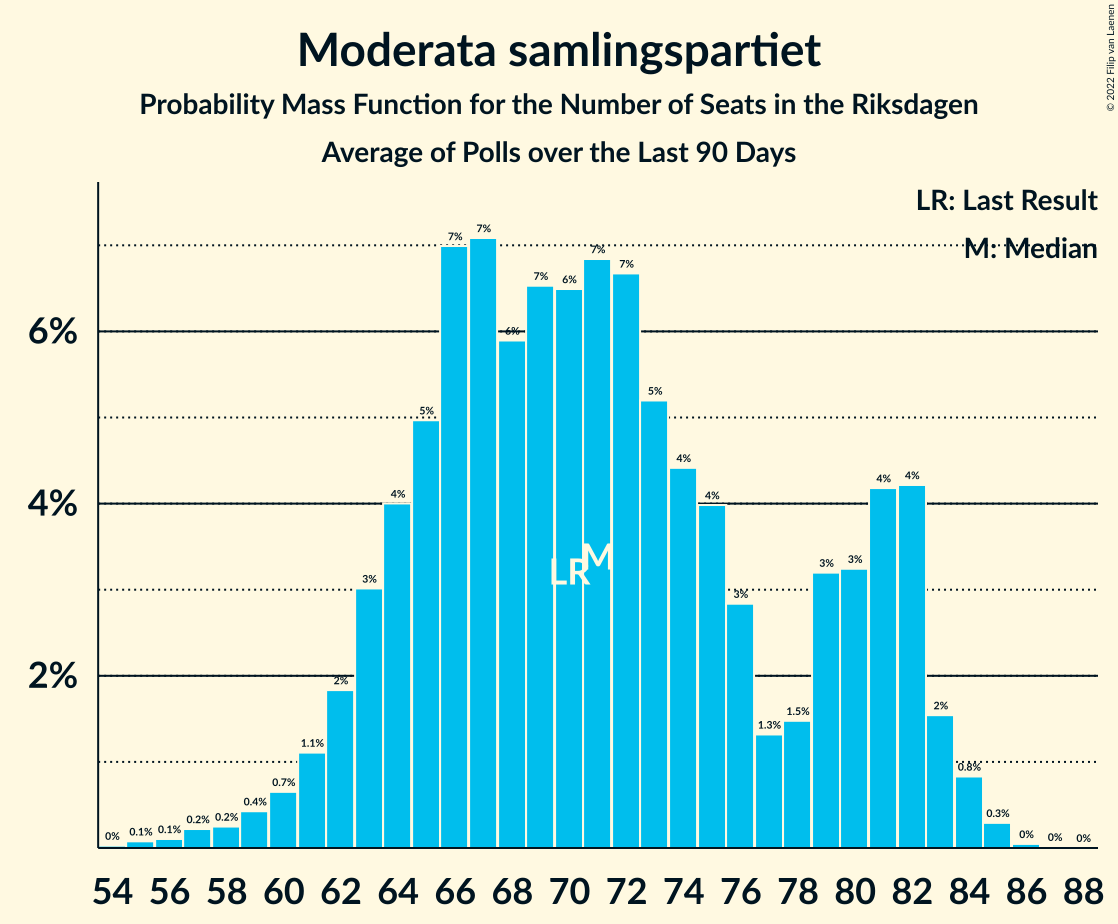 Moderata samlingspartiet
Probability Mass Function for the Number of Seats in the Riksdagen
Average of Polls over the Last 90 Days
© 2022 Filip van Laenen
LR: Last Result
M: Median
6%
4%
2%
0% 0.1% 0.1% 0.2% 0.2% 0.4% 0.7% 1.1% 2% 3% 4% 5% 7% 7% 6% 7% 6% 7% 7% 5% 4% 4% 3% 1.3% 1.5% 3% 3% 4% 4% 2% 0.8% 0.3% 0% 0% 0%
LR M
54 56 58 60 62 64 66 68 70 72 74 76 78 80 82 84 86 88